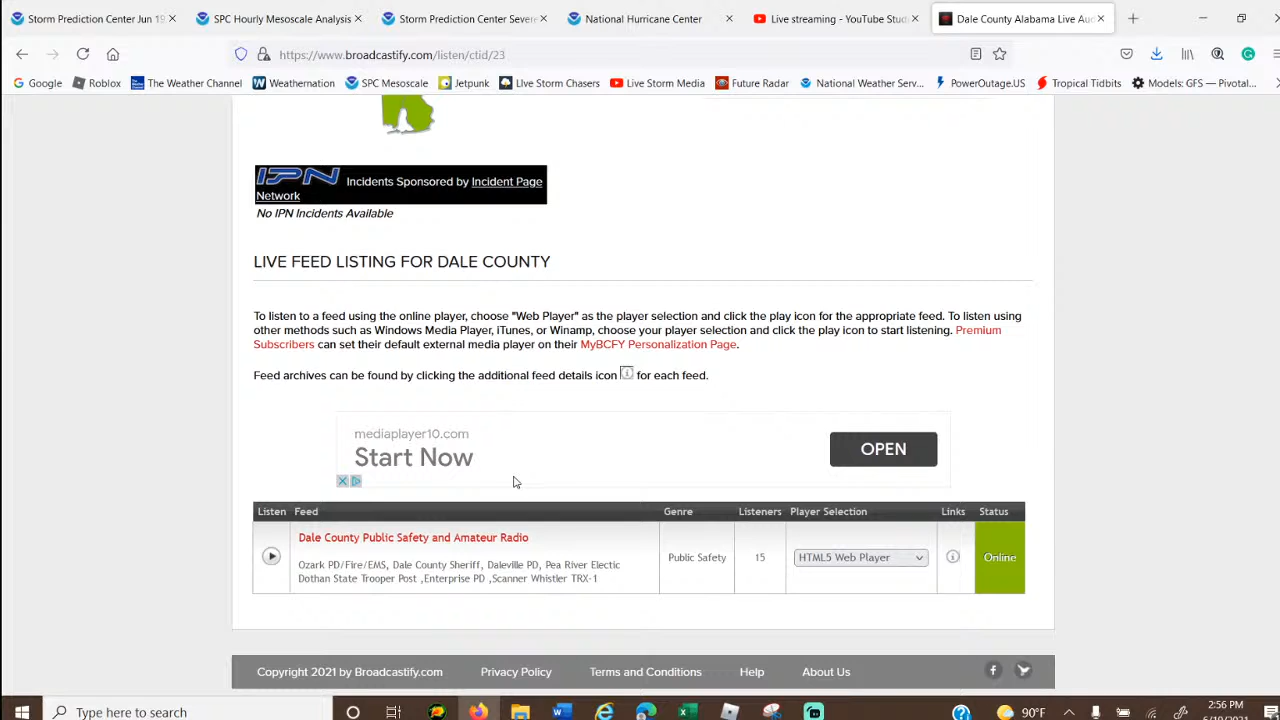 Storm Prediction Center Jun 19
SPC Hourly Mesoscale Analysis
Storm Prediction Center Severe
National Hurricane Center
Live streaming - YouTube Stud
Dale County Alabama Live Aud
https://www.broadcastify.com/listen/ctid/23
Google
Roblox
The Weather Channel
Weathernation
SPC Mesoscale
Jetpunk
Live Storm Chasers
Live Storm Media
Future Radar
National Weather Serv...
PowerOutage.US
Tropical Tidbits
Models: GFS — Pivotal...
IPN Incidents Sponsored by Incident Page
Network
No IPN Incidents Available
LIVE FEED LISTING FOR DALE COUNTY
To listen to a feed using the online player, choose "Web Player" as the player selection and click the play icon for the appropriate feed. To listen using
other methods such as Windows Media Player, iTunes, or Winamp, choose your player selection and click the play icon to start listening. Premium
Subscribers can set their default external media player on their MyBCFY Personalization Page.
Feed archives can be found by clicking the additional feed details icon for each feed.
mediaplayer10.com
Start Now
OPEN
Listen Feed Genre Listeners Player Selection Links Status
Dale County Public Safety and Amateur Radio
Ozark PD/Fire/EMS, Dale County Sheriff, Daleville PD, Pea River Electic
Dothan State Trooper Post ,Enterprise PD ,Scanner Whistler TRX-1
Public Safety
15
HTML5 Web Player
Online
Copyright 2021 by Broadcastify.com
Privacy Policy
Terms and Conditions
Help
About Us
Type here to search
90°F
2:56 PM
6/19/2021